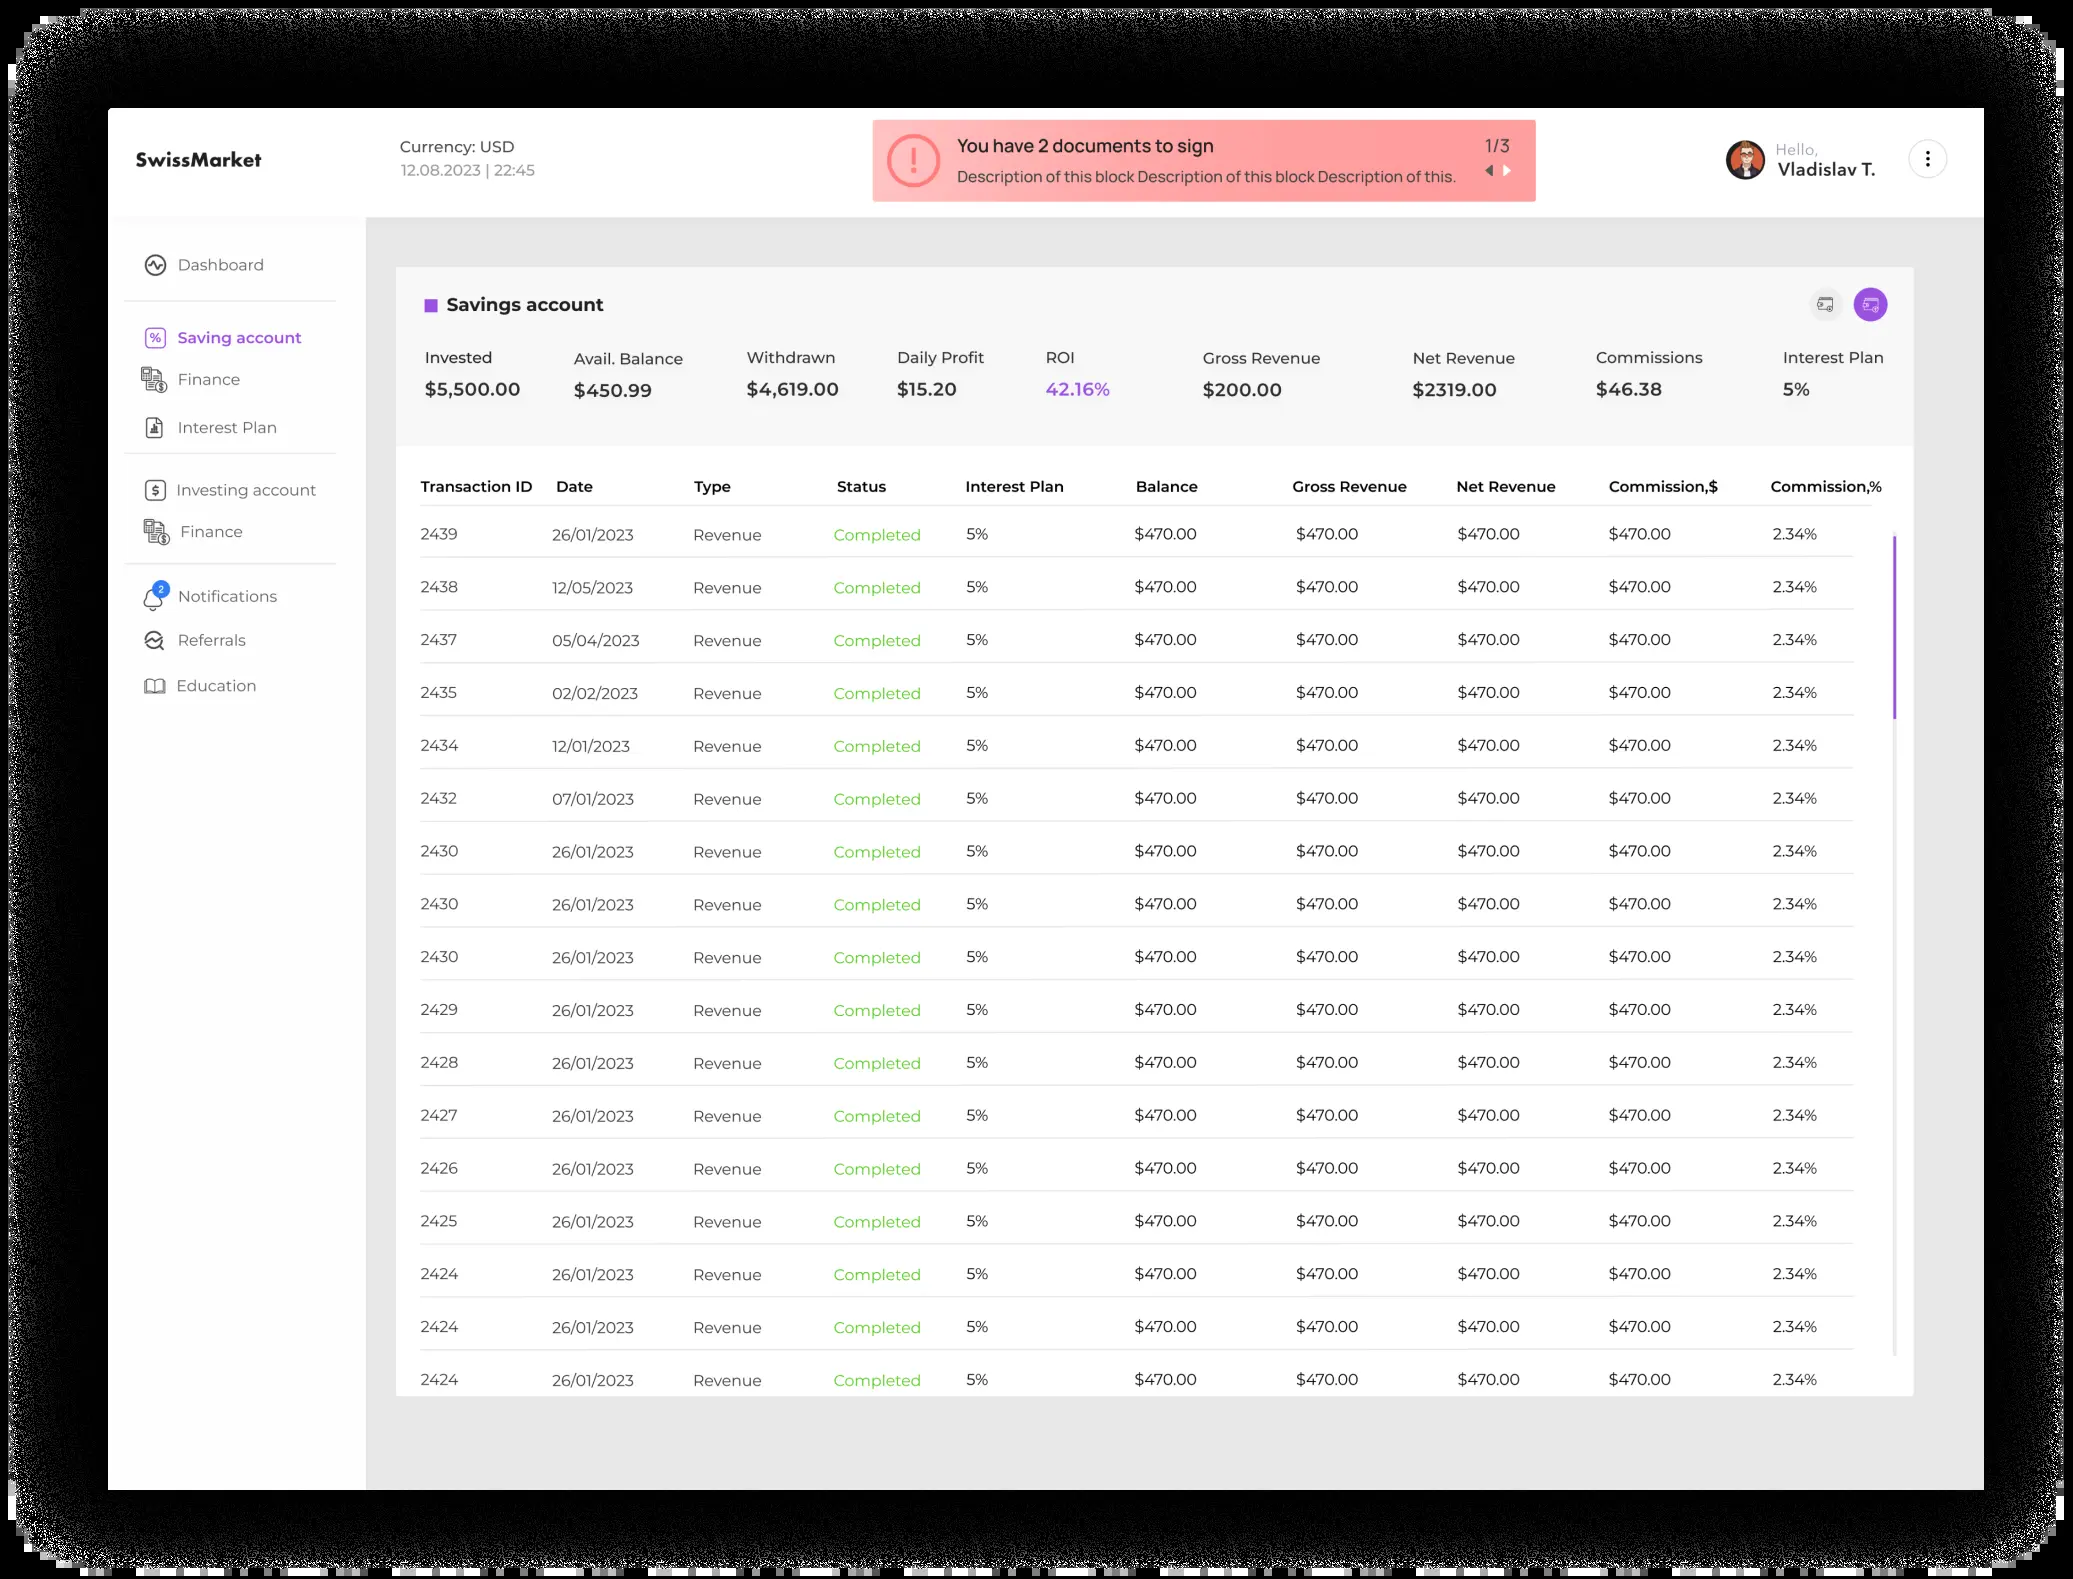 SwissMarket
Currency: USD
12.08.2023 | 22:45
You have 2 documents to sign
1/3
Description of this block Description of this block Description of this.
Hello,
Vladislav T.
Dashboard
% Saving account
Finance
Interest Plan
$ Investing account
$ Finance
2 Notifications
Referrals
Education
Savings account
Invested Avail. Balance Withdrawn Daily Profit ROI Gross Revenue Net Revenue Commissions Interest Plan
$5,500.00 $450.99 $4,619.00 $15.20 42.16% $200.00 $2319.00 $46.38 5%
Transaction ID Date Type Status Interest Plan Balance Gross Revenue Net Revenue Commission,$ Commission,%
2439 26/01/2023 Revenue Completed 5% $470.00 $470.00 $470.00 $470.00 2.34%
2438 12/05/2023 Revenue Completed 5% $470.00 $470.00 $470.00 $470.00 2.34%
2437 05/04/2023 Revenue Completed 5% $470.00 $470.00 $470.00 $470.00 2.34%
2435 02/02/2023 Revenue Completed 5% $470.00 $470.00 $470.00 $470.00 2.34%
2434 12/01/2023 Revenue Completed 5% $470.00 $470.00 $470.00 $470.00 2.34%
2432 07/01/2023 Revenue Completed 5% $470.00 $470.00 $470.00 $470.00 2.34%
2430 26/01/2023 Revenue Completed 5% $470.00 $470.00 $470.00 $470.00 2.34%
2430 26/01/2023 Revenue Completed 5% $470.00 $470.00 $470.00 $470.00 2.34%
2430 26/01/2023 Revenue Completed 5% $470.00 $470.00 $470.00 $470.00 2.34%
2429 26/01/2023 Revenue Completed 5% $470.00 $470.00 $470.00 $470.00 2.34%
2428 26/01/2023 Revenue Completed 5% $470.00 $470.00 $470.00 $470.00 2.34%
2427 26/01/2023 Revenue Completed 5% $470.00 $470.00 $470.00 $470.00 2.34%
2426 26/01/2023 Revenue Completed 5% $470.00 $470.00 $470.00 $470.00 2.34%
2425 26/01/2023 Revenue Completed 5% $470.00 $470.00 $470.00 $470.00 2.34%
2424 26/01/2023 Revenue Completed 5% $470.00 $470.00 $470.00 $470.00 2.34%
2424 26/01/2023 Revenue Completed 5% $470.00 $470.00 $470.00 $470.00 2.34%
2424 26/01/2023 Revenue Completed 5% $470.00 $470.00 $470.00 $470.00 2.34%